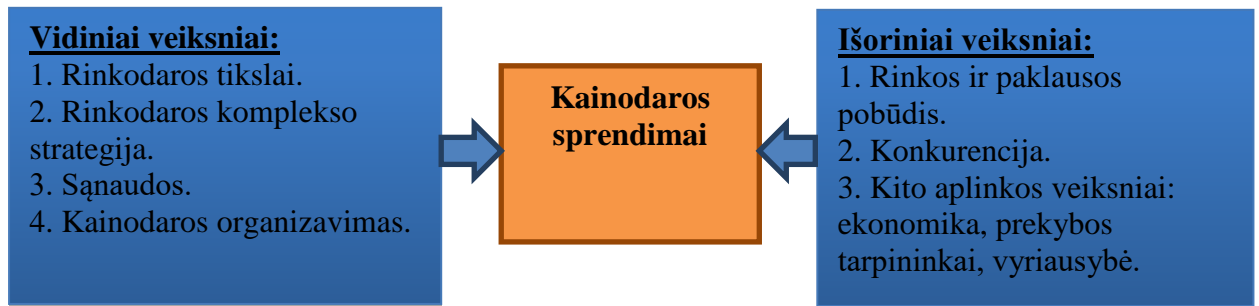 Vidiniai veiksniai:
1. Rinkodaros tikslai.
2. Rinkodaros komplekso
strategija.
3. Sąnaudos.
4. Kainodaros organizavimas.
Kainodaros
sprendimai
Išoriniai veiksniai:
1. Rinkos ir paklausos
pobūdis.
2. Konkurencija.
3. Kito aplinkos veiksniai:
ekonomika, prekybos
tarpininkai, vyriausybė.